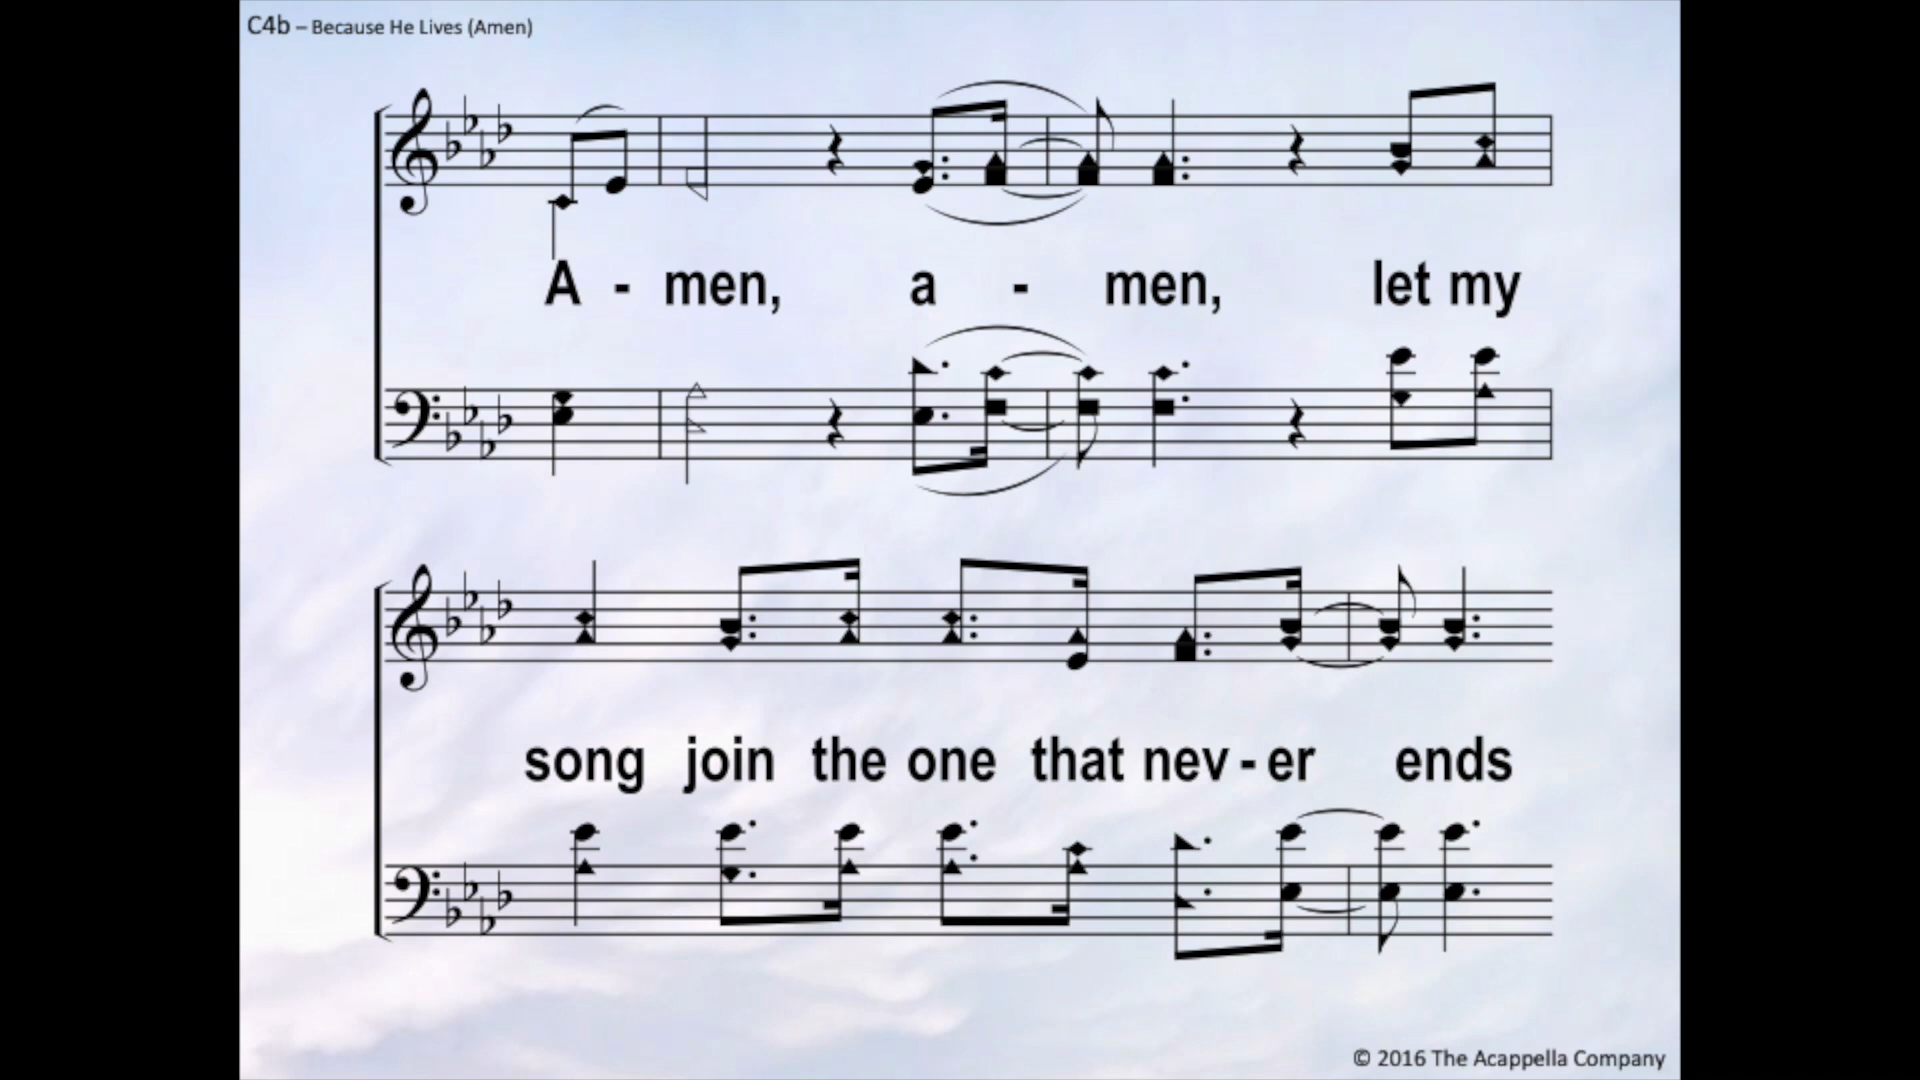 C4b – Because He Lives (Amen)
A - men, a - men, let my
song join the one that nev - er ends
© 2016 The Acappella Company